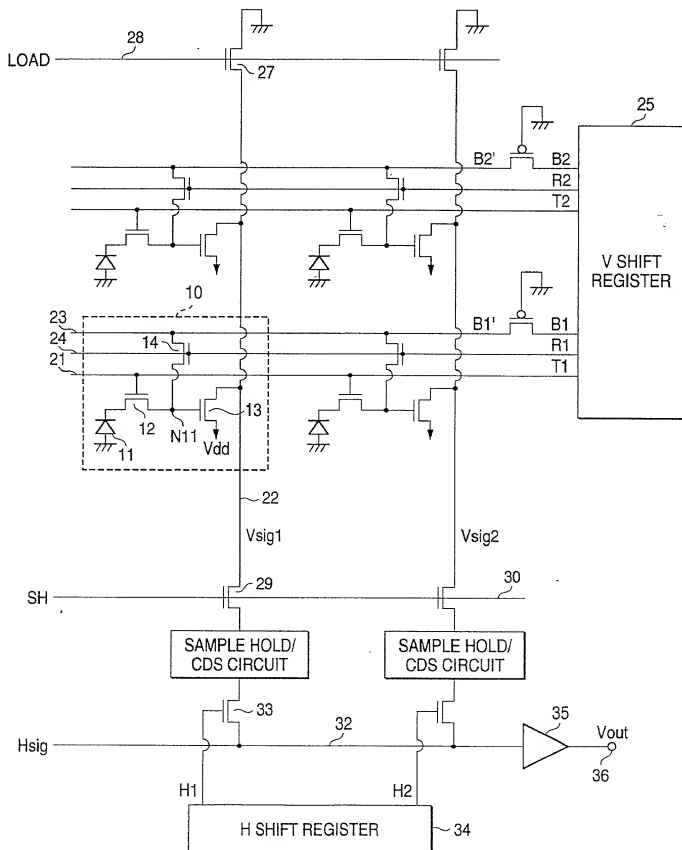 28
LOAD
27
25
B2'
B2
R2
T2
V SHIFT
REGISTER
10
23
24
21
14
B1'
B1
R1
T1
12
13
11
N11
Vdd
22
Vsig1
Vsig2
29
30
SH
SAMPLE HOLD/
CDS CIRCUIT
SAMPLE HOLD/
CDS CIRCUIT
33
32
35
Vout
36
Hsig
H1
H2
H SHIFT REGISTER
34